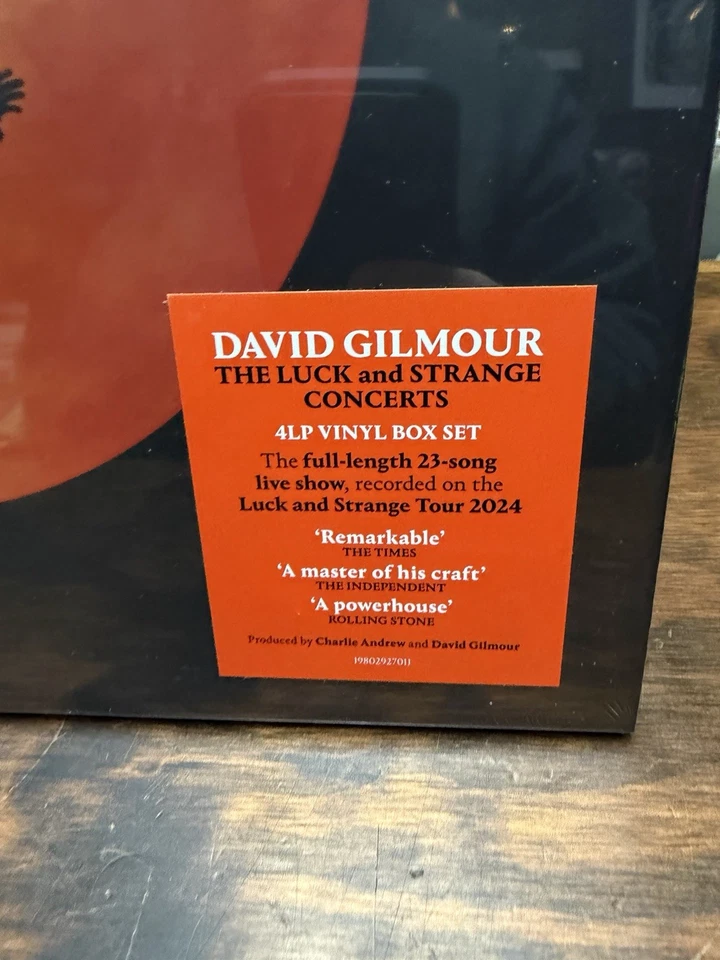 DAVID GILMOUR
THE LUCK and STRANGE
CONCERTS
4LP VINYL BOX SET
The full-length 23-song
live show, recorded on the
Luck and Strange Tour 2024
‘Remarkable’
THE TIMES
‘A master of his craft’
THE INDEPENDENT
‘A powerhouse’
ROLLING STONE
Produced by Charlie Andrew and David Gilmour
19802927011